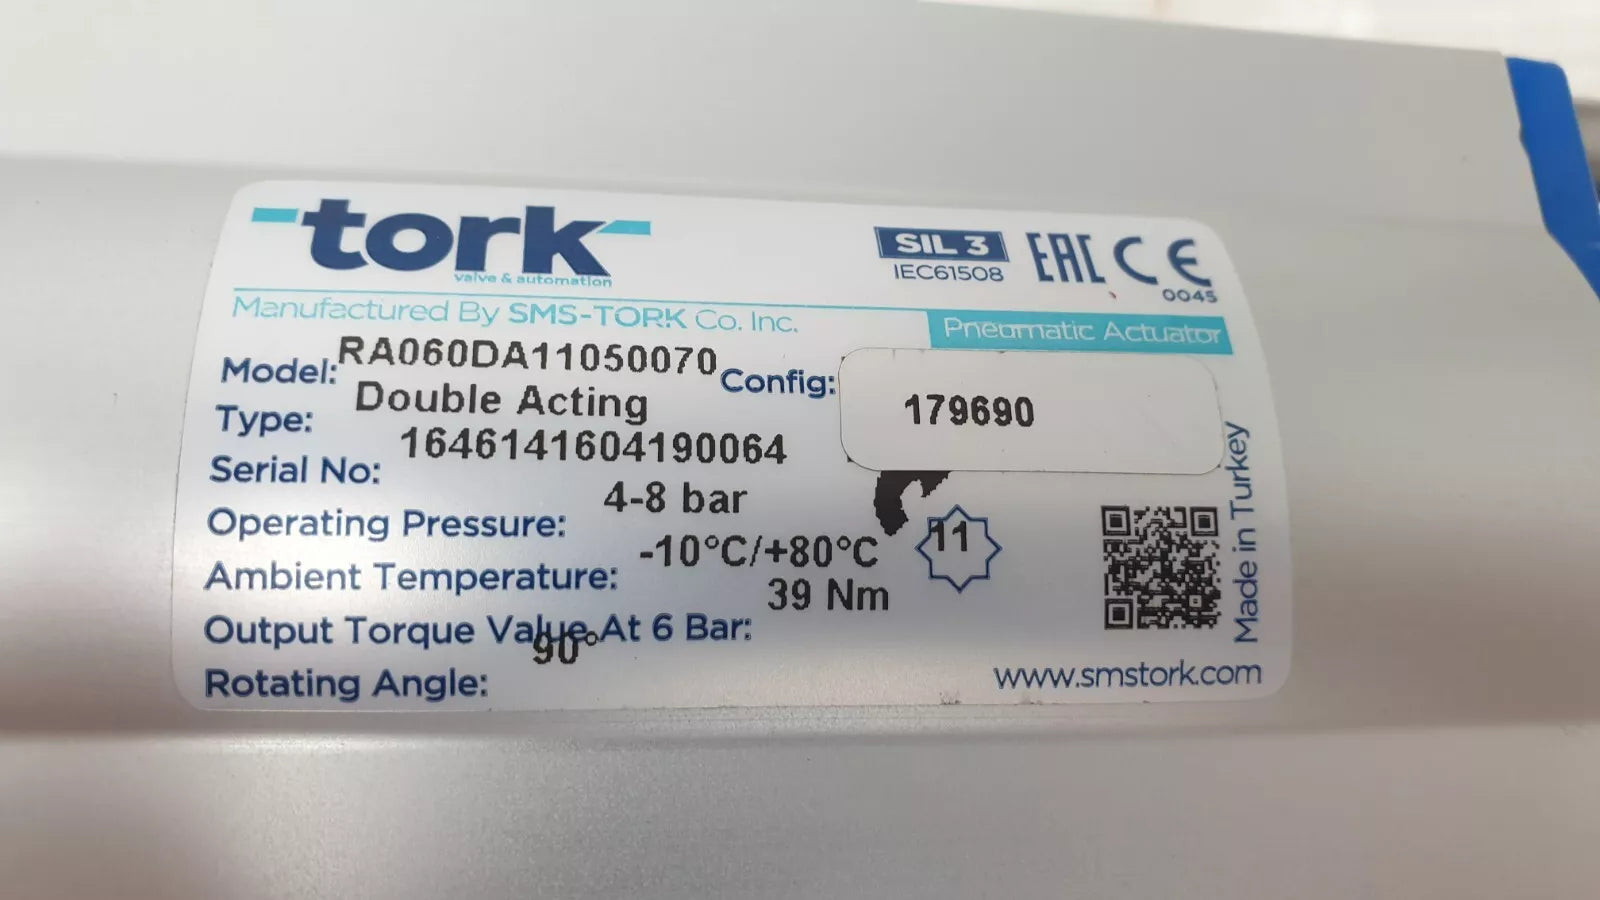 tork
valve & automation
SIL 3
IEC61508
EAC CE
0045
Manufactured By SMS-TORK Co. Inc.
Pneumatic Actuator
Model: RA060DA11050070
Config: 179690
Type: Double Acting
Serial No: 1646141604190064
Operating Pressure: 4-8 bar
Ambient Temperature: -10°C/+80°C
Output Torque Value At 6 Bar: 39 Nm
Rotating Angle: 90°
11
Made in Turkey
www.smstork.com